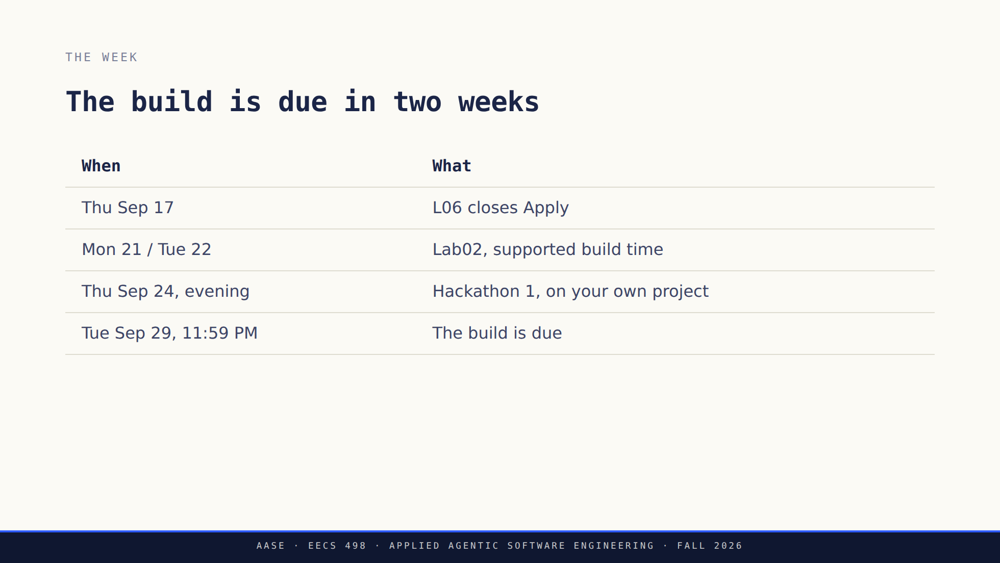 THE WEEK
The build is due in two weeks
When What
Thu Sep 17 L06 closes Apply
Mon 21 / Tue 22 Lab02, supported build time
Thu Sep 24, evening Hackathon 1, on your own project
Tue Sep 29, 11:59 PM The build is due
AASE · EECS 498 · APPLIED AGENTIC SOFTWARE ENGINEERING · FALL 2026